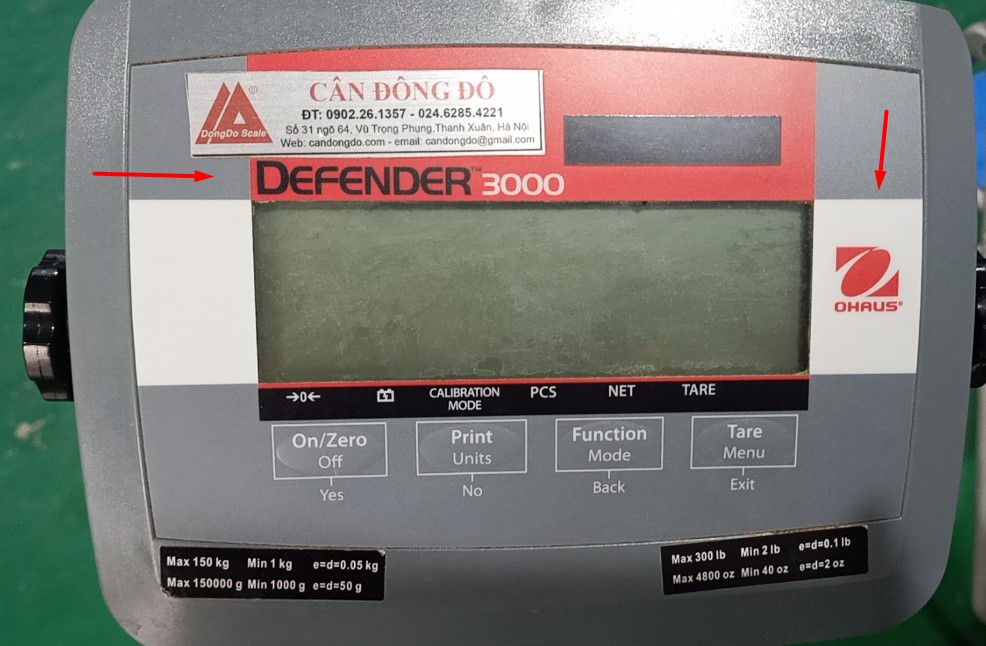 CÂN ĐÔNG ĐÔ
ĐT: 0902.26.1357 - 024.6285.4221
Số 31 ngõ 64, Vũ Trọng Phụng,Thanh Xuân, Hà Nội
Web: candongdo.com - email: candongdo@gmail.com
DongDo Scale ®
DEFENDER™ 3000
OHAUS®
→0← CALIBRATION MODE PCS NET TARE
On/Zero Print Function Tare
Off Units Mode Menu
Yes No Back Exit
Max 150 kg Min 1 kg e=d=0.05 kg
Max 150000 g Min 1000 g e=d=50 g
Max 300 lb Min 2 lb e=d=0.1 lb
Max 4800 oz Min 40 oz e=d=2 oz